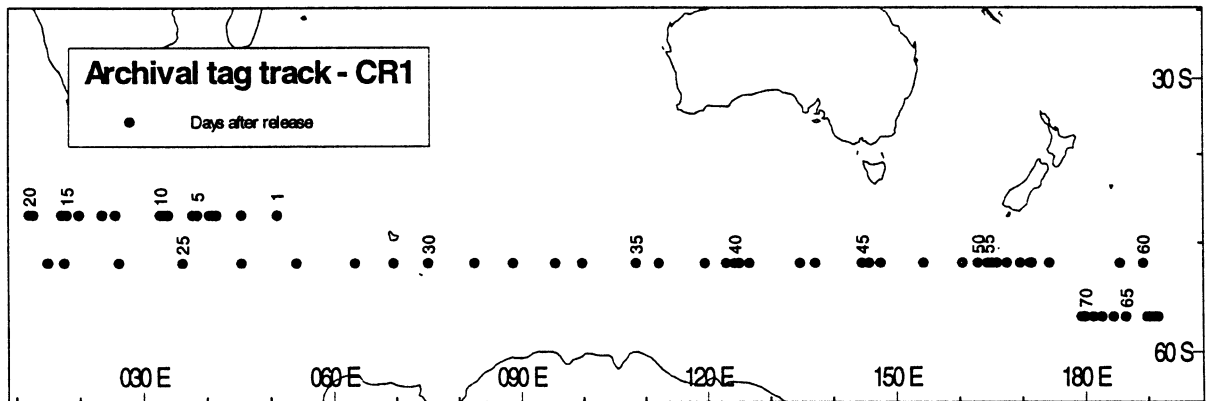 Archival tag track - CR1
Days after release
30 S
20 15 10 5 1
25 30 35 40 45 50 55 60
70 65
60 S
030 E 060 E 090 E 120 E 150 E 180 E